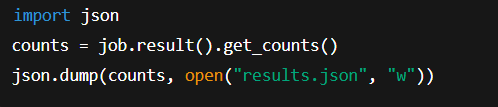 import json
counts = job.result().get_counts()
json.dump(counts, open("results.json", "w"))